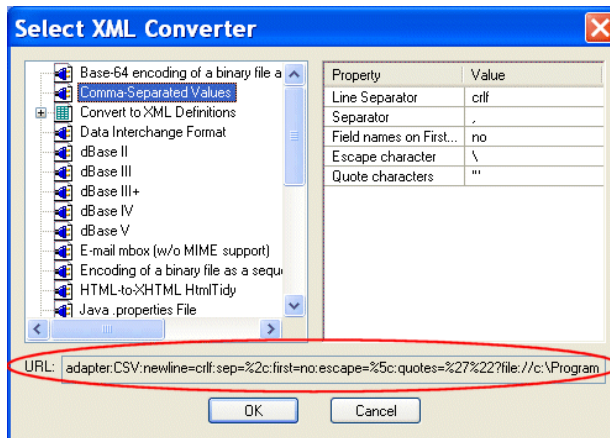 Select XML Converter
Base-64 encoding of a binary file a
Comma-Separated Values
Convert to XML Definitions
Data Interchange Format
dBase II
dBase III
dBase III+
dBase IV
dBase V
E-mail mbox (w/o MIME support)
Encoding of a binary file as a seque
HTML-to-XHTML HtmlTidy
Java .properties File
Property Value
Line Separator crlf
Separator ,
Field names on First... no
Escape character \
Quote characters "'
URL: adapter:CSV:newline=crlf:sep=%2c:first=no:escape=%5c:quotes=%27%22?file://c:\Program
OK Cancel